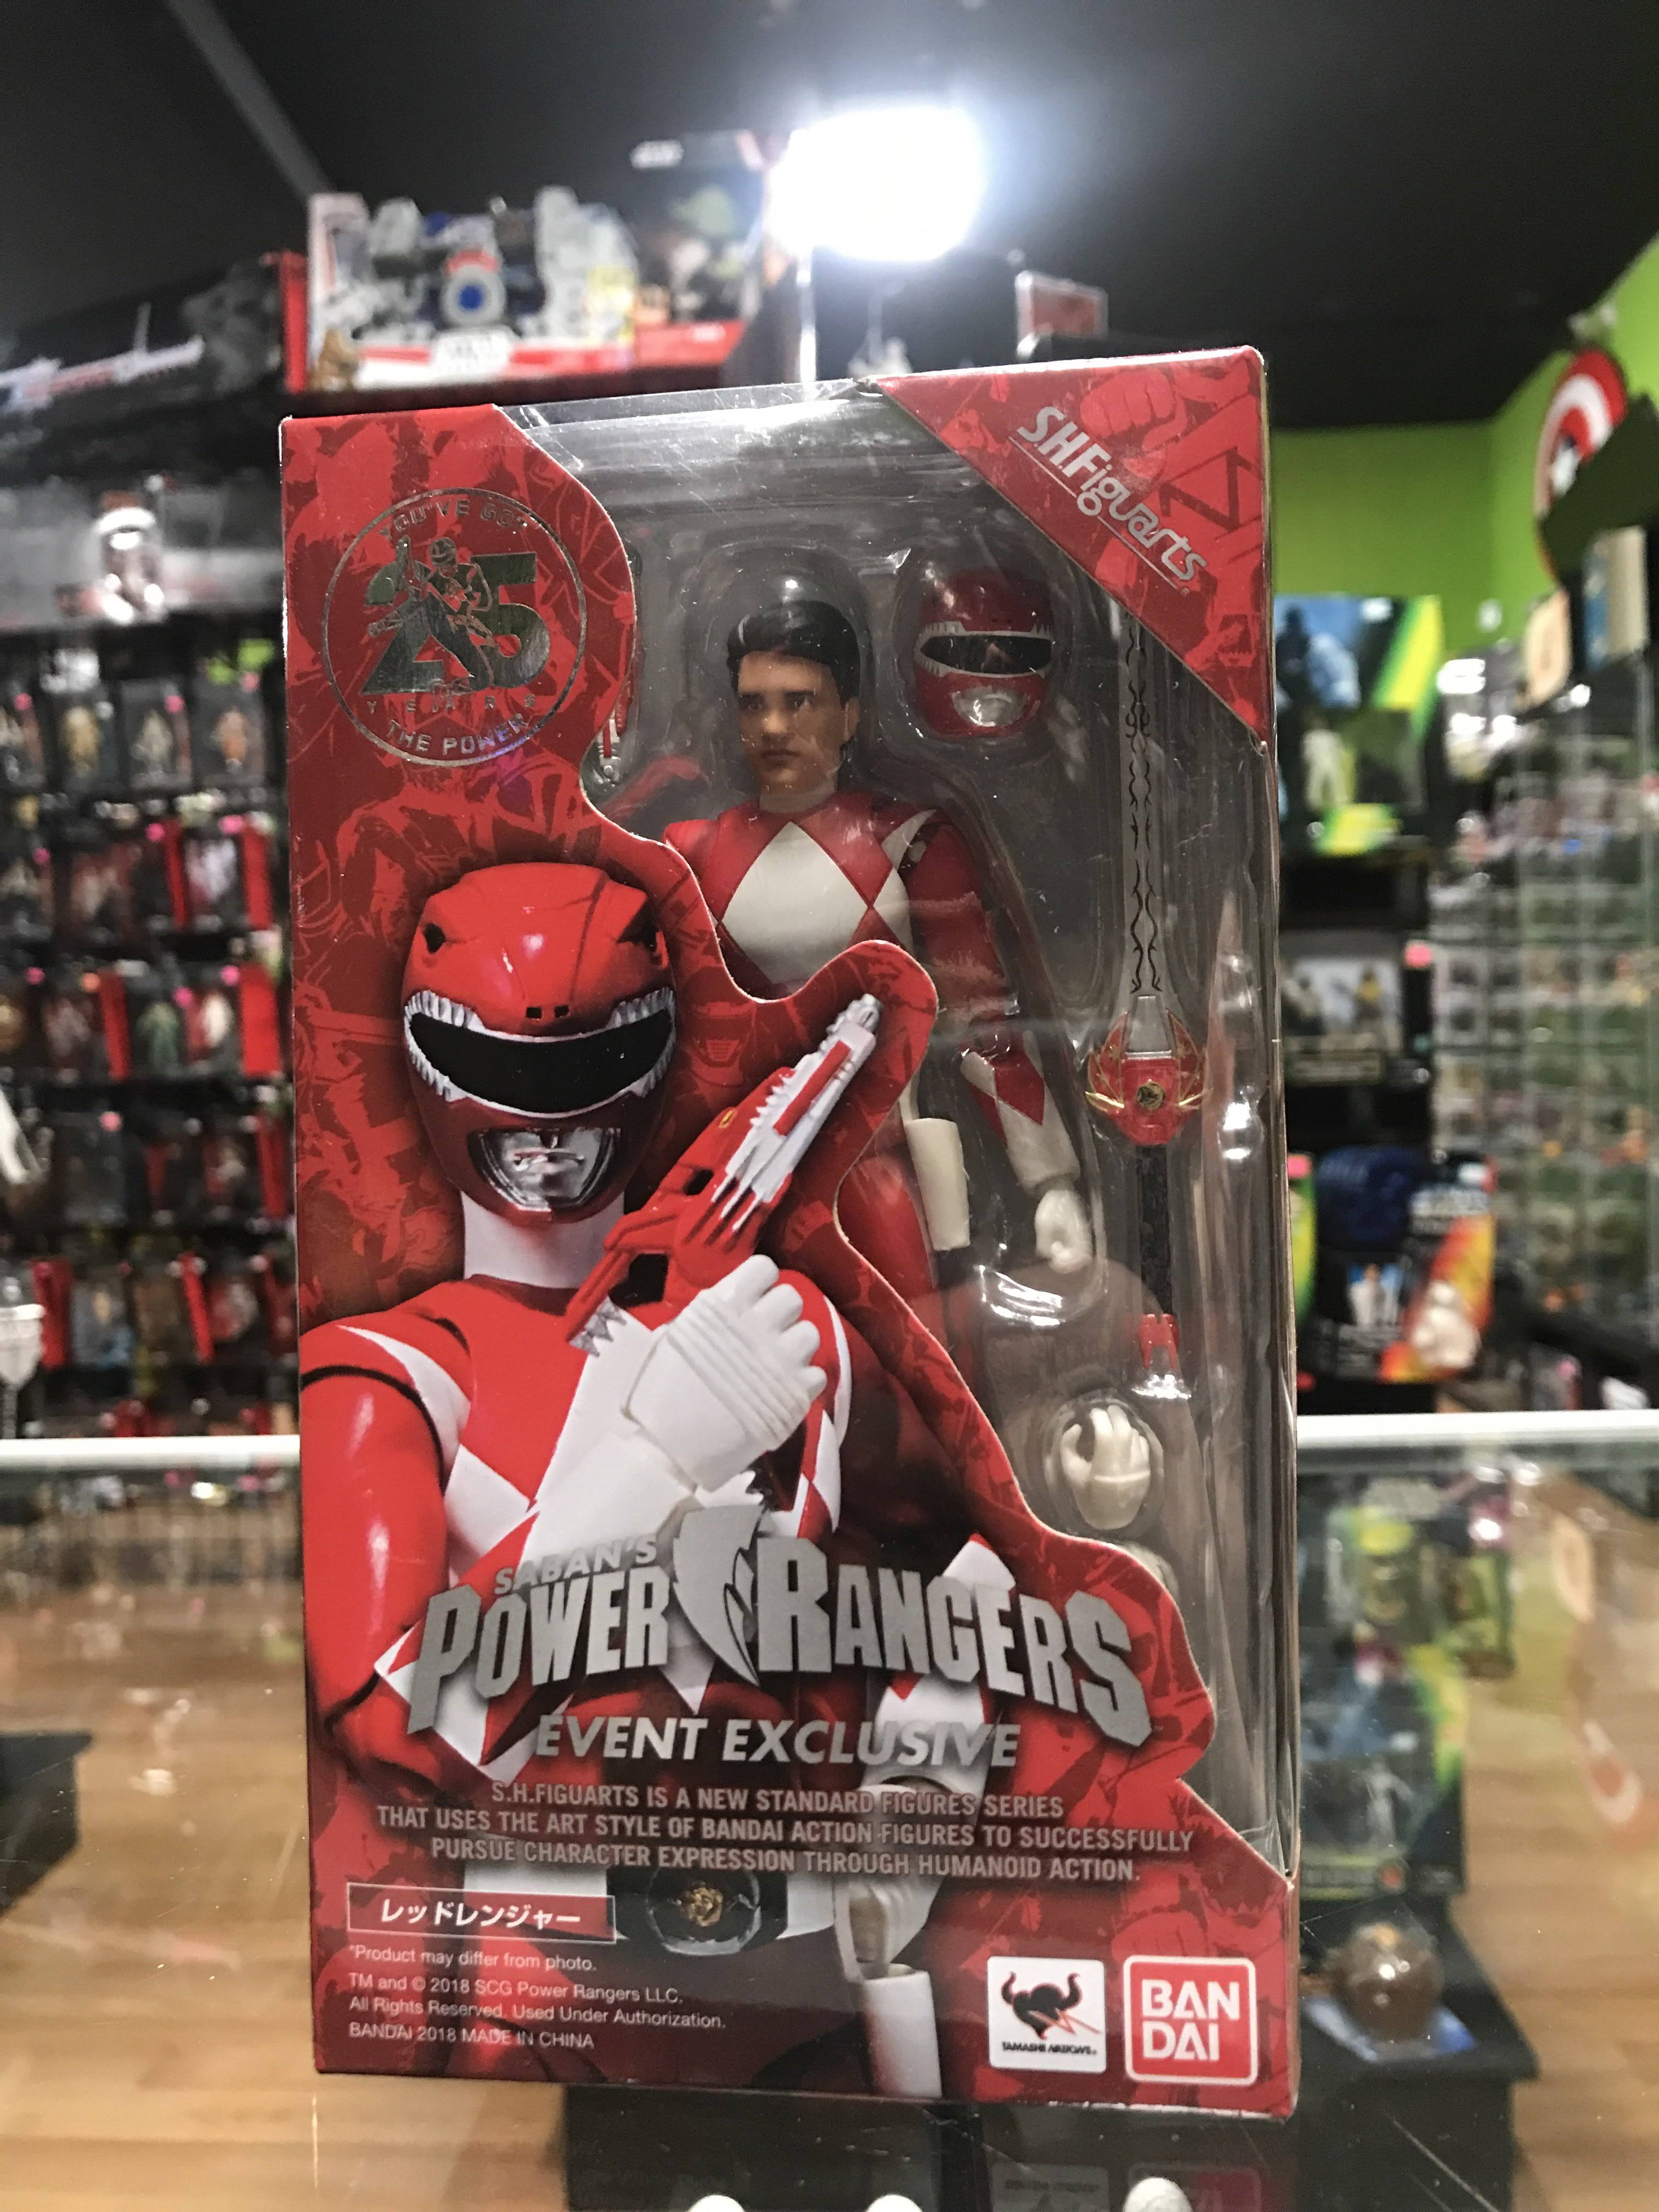 S.H.Figuarts
YOU'VE GOT
25
YEARS
THE POWER
SABAN'S
POWER RANGERS
EVENT EXCLUSIVE
S.H.FIGUARTS IS A NEW STANDARD FIGURES SERIES
THAT USES THE ART STYLE OF BANDAI ACTION FIGURES TO SUCCESSFULLY
PURSUE CHARACTER EXPRESSION THROUGH HUMANOID ACTION.
レッドレンジャー
*Product may differ from photo.
TM and © 2018 SCG Power Rangers LLC.
All Rights Reserved. Used Under Authorization.
BANDAI 2018 MADE IN CHINA
TAMASHII NATIONS
BAN
DAI